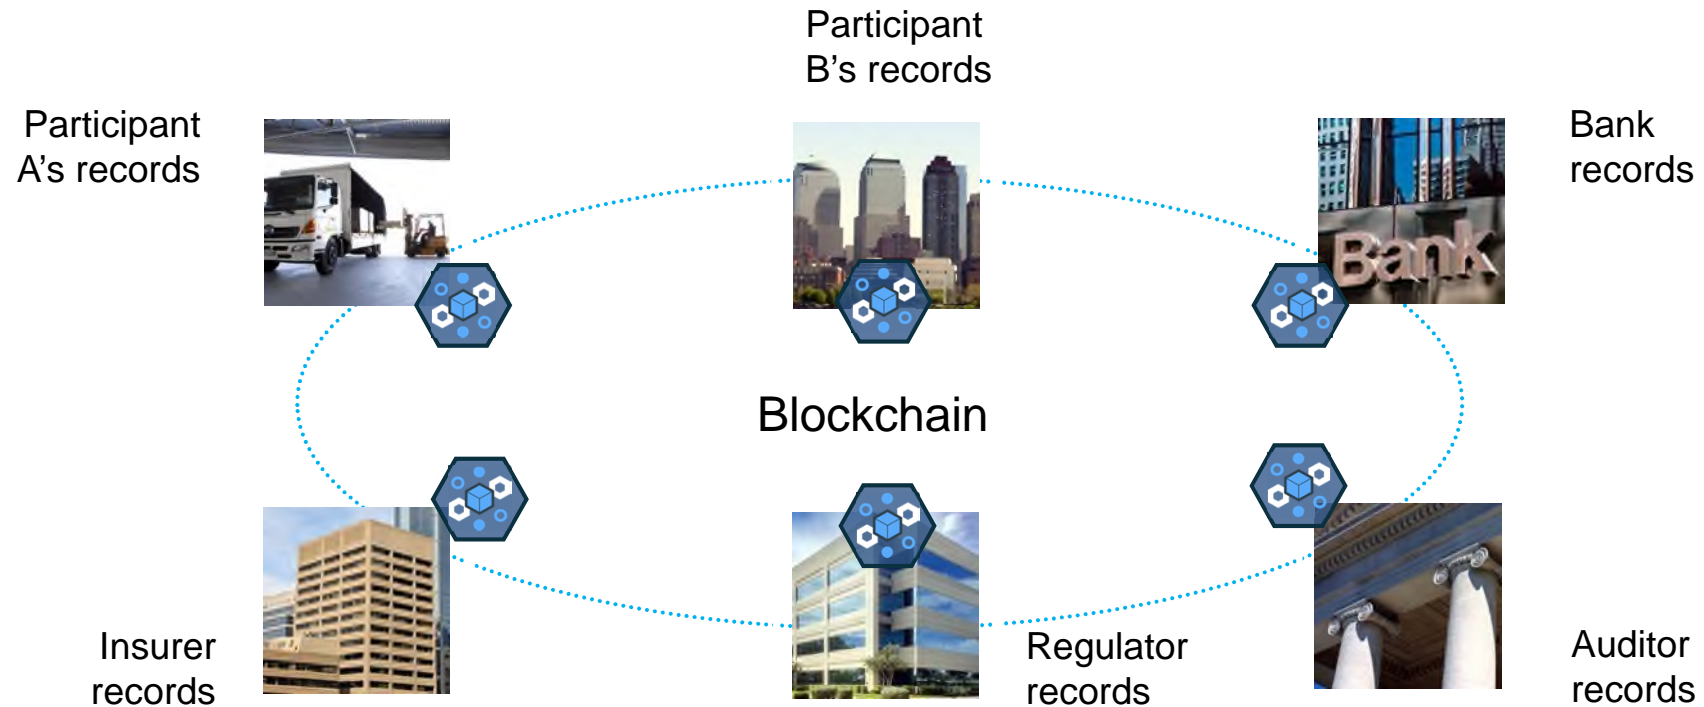 Participant
B’s records
Participant
A’s records
Bank
records
Bank
Blockchain
Insurer
records
Regulator
records
Auditor
records